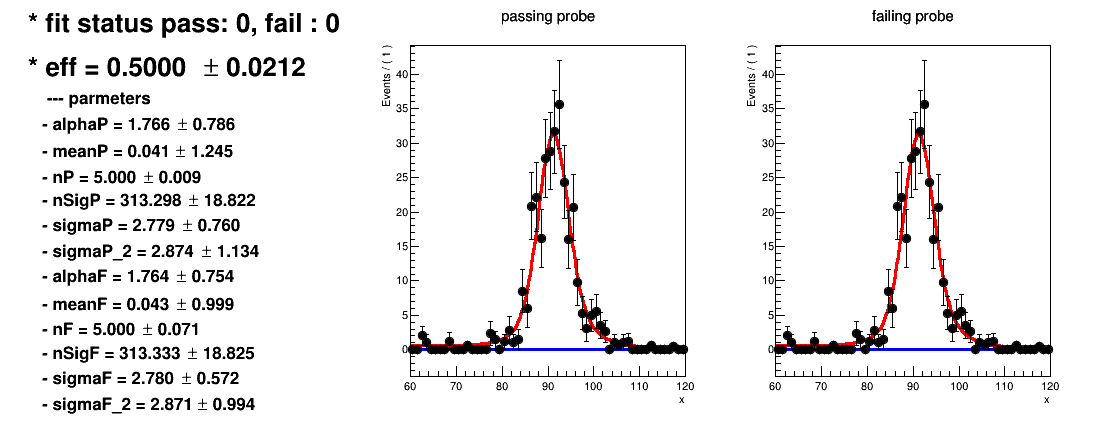 * fit status pass: 0, fail : 0
* eff = 0.5000 ± 0.0212
--- parmeters
- alphaP = 1.766 ± 0.786
- meanP = 0.041 ± 1.245
- nP = 5.000 ± 0.009
- nSigP = 313.298 ± 18.822
- sigmaP = 2.779 ± 0.760
- sigmaP_2 = 2.874 ± 1.134
- alphaF = 1.764 ± 0.754
- meanF = 0.043 ± 0.999
- nF = 5.000 ± 0.071
- nSigF = 313.333 ± 18.825
- sigmaF = 2.780 ± 0.572
- sigmaF_2 = 2.871 ± 0.994
passing probe
Events / ( 1 )
40
35
30
25
20
15
10
5
0
60 70 80 90 100 110 120
x
failing probe
Events / ( 1 )
40
35
30
25
20
15
10
5
0
60 70 80 90 100 110 120
x